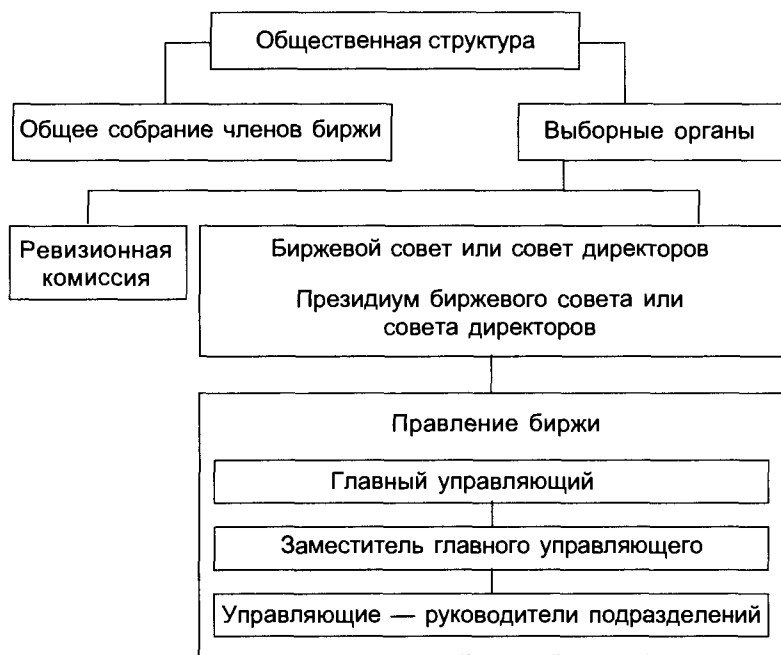 Общественная структура
Общее собрание членов биржи
Выборные органы
Ревизионная
комиссия
Биржевой совет или совет директоров
Президиум биржевого совета или
совета директоров
Правление биржи
Главный управляющий
Заместитель главного управляющего
Управляющие — руководители подразделений